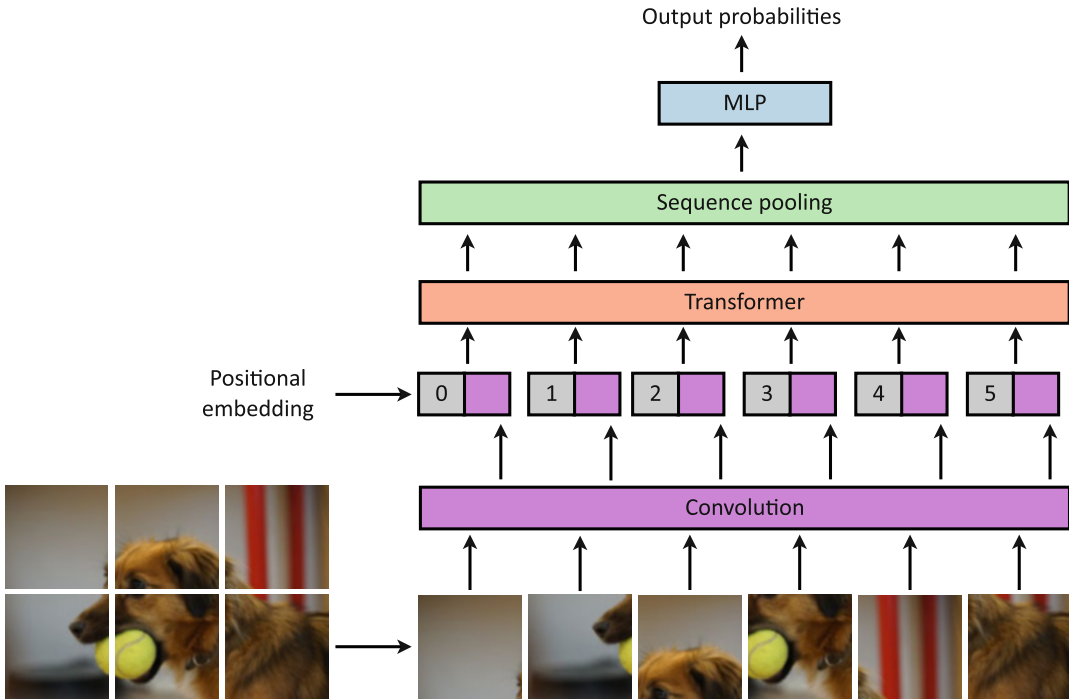 Output probabilities
MLP
Sequence pooling
Transformer
Positional
embedding
0 1 2 3 4 5
Convolution